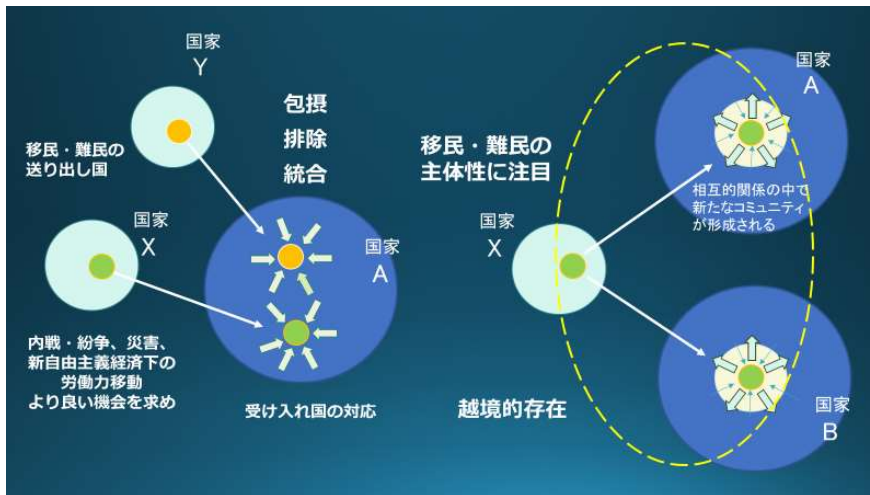 国家
Y
包摂
排除
統合
移民・難民の
送り出し国
国家
X
国家
A
内戦・紛争、災害、
新自由主義経済下の
労働力移動
より良い機会を求め
受け入れ国の対応
移民・難民の
主体性に注目
国家
A
相互的関係の中で
新たなコミュニティ
が形成される
国家
X
越境的存在
国家
B